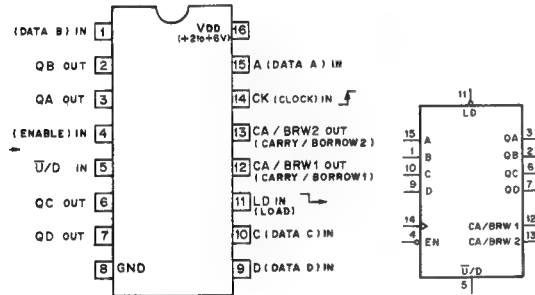 (DATA B) IN 1
QB OUT 2
QA OUT 3
(ENABLE) IN 4
U̅/D IN 5
QC OUT 6
QD OUT 7
8 GND
VDD 16
(+2to+6V)
15 A (DATA A) IN
14 CK (CLOCK) IN
13 CA/BRW2 OUT
(CARRY/BORROW2)
12 CA/BRW1 OUT
(CARRY/BORROW1)
11 LD IN
(LOAD)
10 C (DATA C) IN
9 D (DATA D) IN
11
LD
15 A
1 B
10 C
9 D
14
4 EN
QA 3
QB 2
QC 6
QD 7
CA/BRW 1 12
CA/BRW 2 13
U̅/D
5